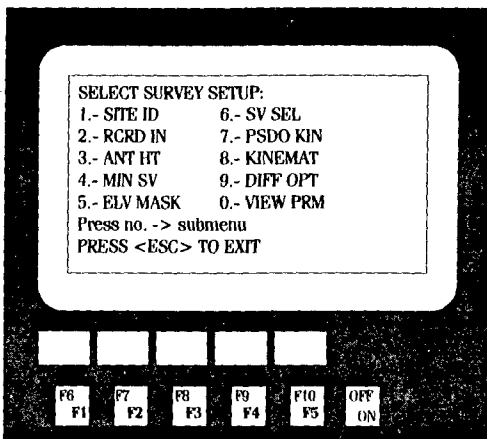 SELECT SURVEY SETUP:
1.- SITE ID 6.- SV SEL
2.- RCRD IN 7.- PSDO KIN
3.- ANT HT 8.- KINEMAT
4.- MIN SV 9.- DIFF OPT
5.- ELV MASK 0.- VIEW PRM
Press no. -> submenu
PRESS <ESC> TO EXIT
F6 F7 F8 F9 F10 OFF
F1 F2 F3 F4 F5 ON